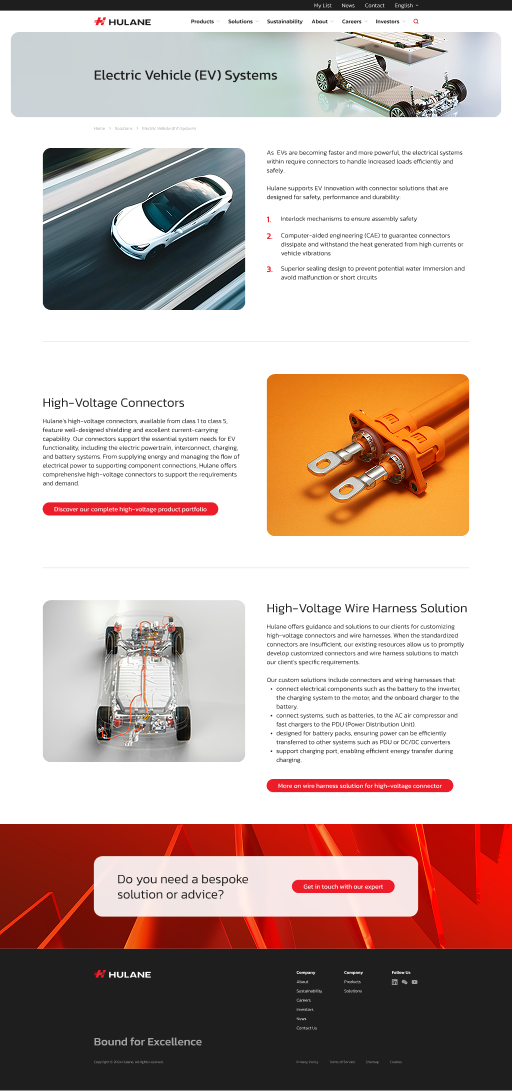 My List News Contact English
HULANE
Products Solutions Sustainability About Careers Investors
Electric Vehicle (EV) Systems
Home > Solutions > Electric Vehicle (EV) Systems
As EVs are becoming faster and more powerful, the electrical systems
within require connectors to handle increased loads efficiently and
safely.
Hulane supports EV innovation with connector solutions that are
designed for safety, performance and durability:
1. Interlock mechanisms to ensure assembly safety
2. Computer-aided engineering (CAE) to guarantee connectors
dissipate and withstand the heat generated from high currents or
vehicle vibrations
3. Superior sealing design to prevent potential water immersion and
avoid malfunction or short circuits
High-Voltage Connectors
Hulane's high-voltage connectors, available from class 1 to class 5,
feature well-designed shielding and excellent current-carrying
capability. Our connectors support the essential system needs for EV
functionality, including the electric powertrain, interconnect, charging,
and battery systems. From supplying energy and managing the flow of
electrical power to supporting component connections, Hulane offers
comprehensive high-voltage connectors to support the requirements
and demand.
Discover our complete high-voltage product portfolio
High-Voltage Wire Harness Solution
Hulane offers guidance and solutions to our clients for customizing
high-voltage connectors and wire harnesses. When the standardized
connectors are insufficient, our existing resources allow us to promptly
develop customized connectors and wire harness solutions to match
our client's specific requirements.
Our custom solutions include connectors and wiring harnesses that:
• connect electrical components such as the battery to the inverter,
the charging system to the motor, and the onboard charger to the
battery.
• connect systems, such as batteries, to the AC air compressor and
fast chargers to the PDU (Power Distribution Unit).
• designed for battery packs, ensuring power can be efficiently
transferred to other systems such as PDU or DC/DC converters
• support charging port, enabling efficient energy transfer during
charging.
More on wire harness solution for high-voltage connector
Do you need a bespoke
solution or advice?
Get in touch with our expert
HULANE
Company
About
Sustainability
Careers
Investors
News
Contact Us
Company
Products
Solutions
Follow Us
Bound for Excellence
Copyright © 2024 Hulane. All rights reserved.
Privacy Policy Terms of Service Sitemap Cookies